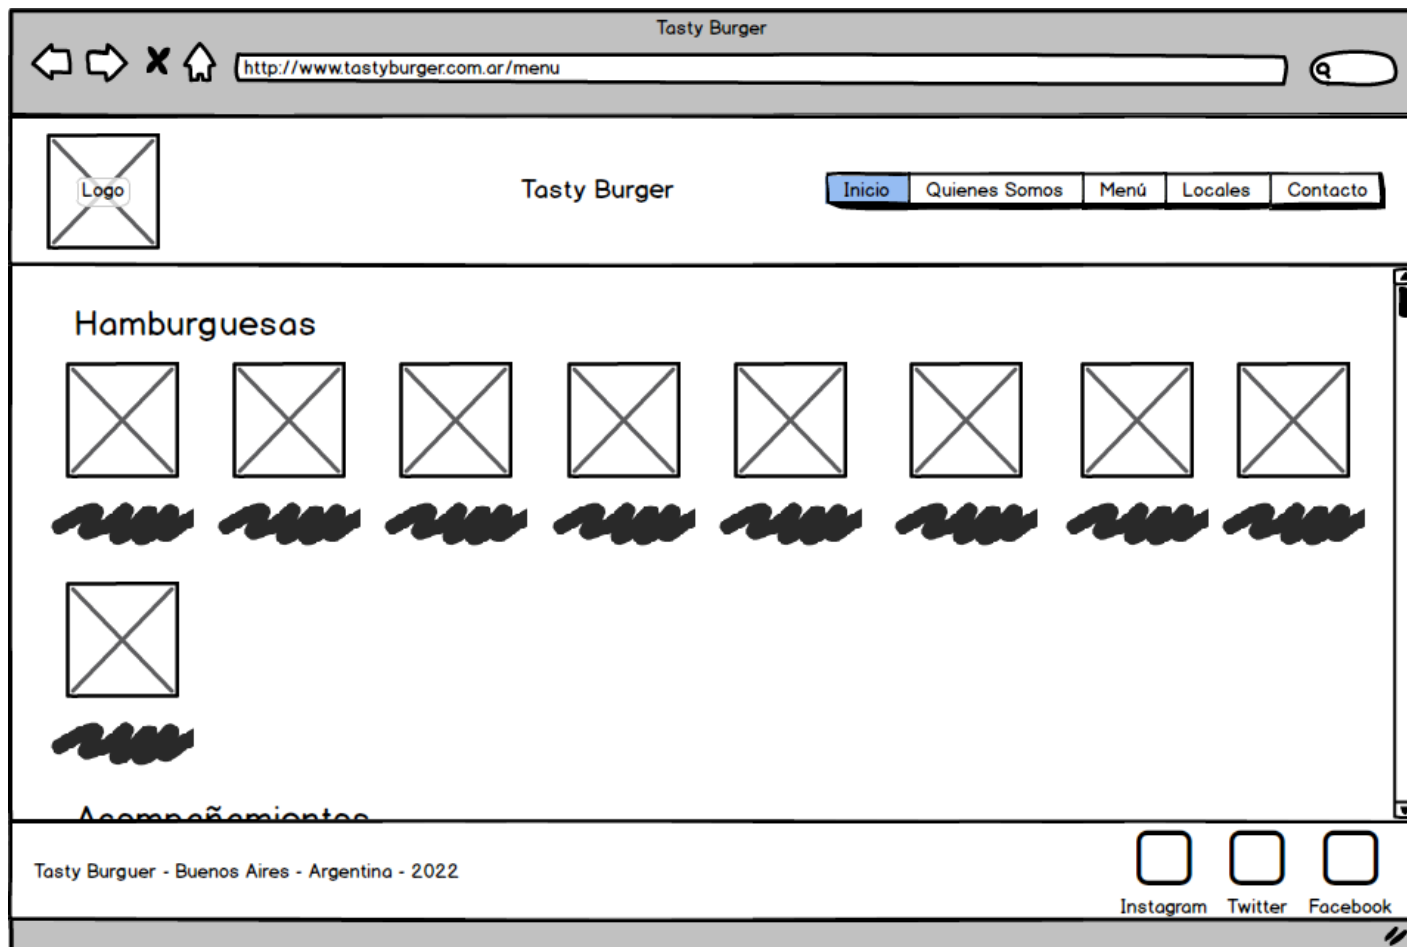 Tasty Burger
http://www.tastyburger.com.ar/menu
Logo
Tasty Burger
Inicio Quienes Somos Menú Locales Contacto
Hamburguesas
Acompañamientos
Tasty Burguer - Buenos Aires - Argentina - 2022
Instagram Twitter Facebook